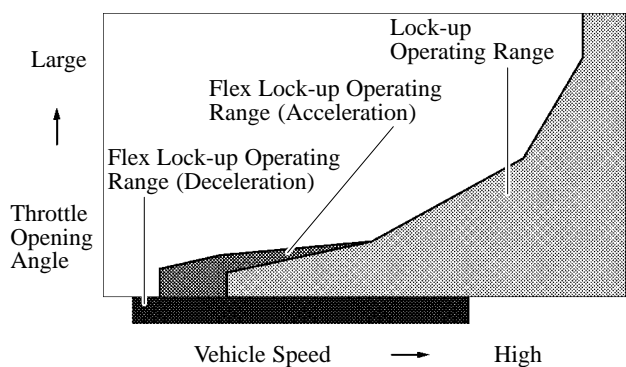 Large
Lock-up
Operating Range
Flex Lock-up Operating
Range (Acceleration)
Flex Lock-up Operating
Range (Deceleration)
Throttle
Opening
Angle
Vehicle Speed
High